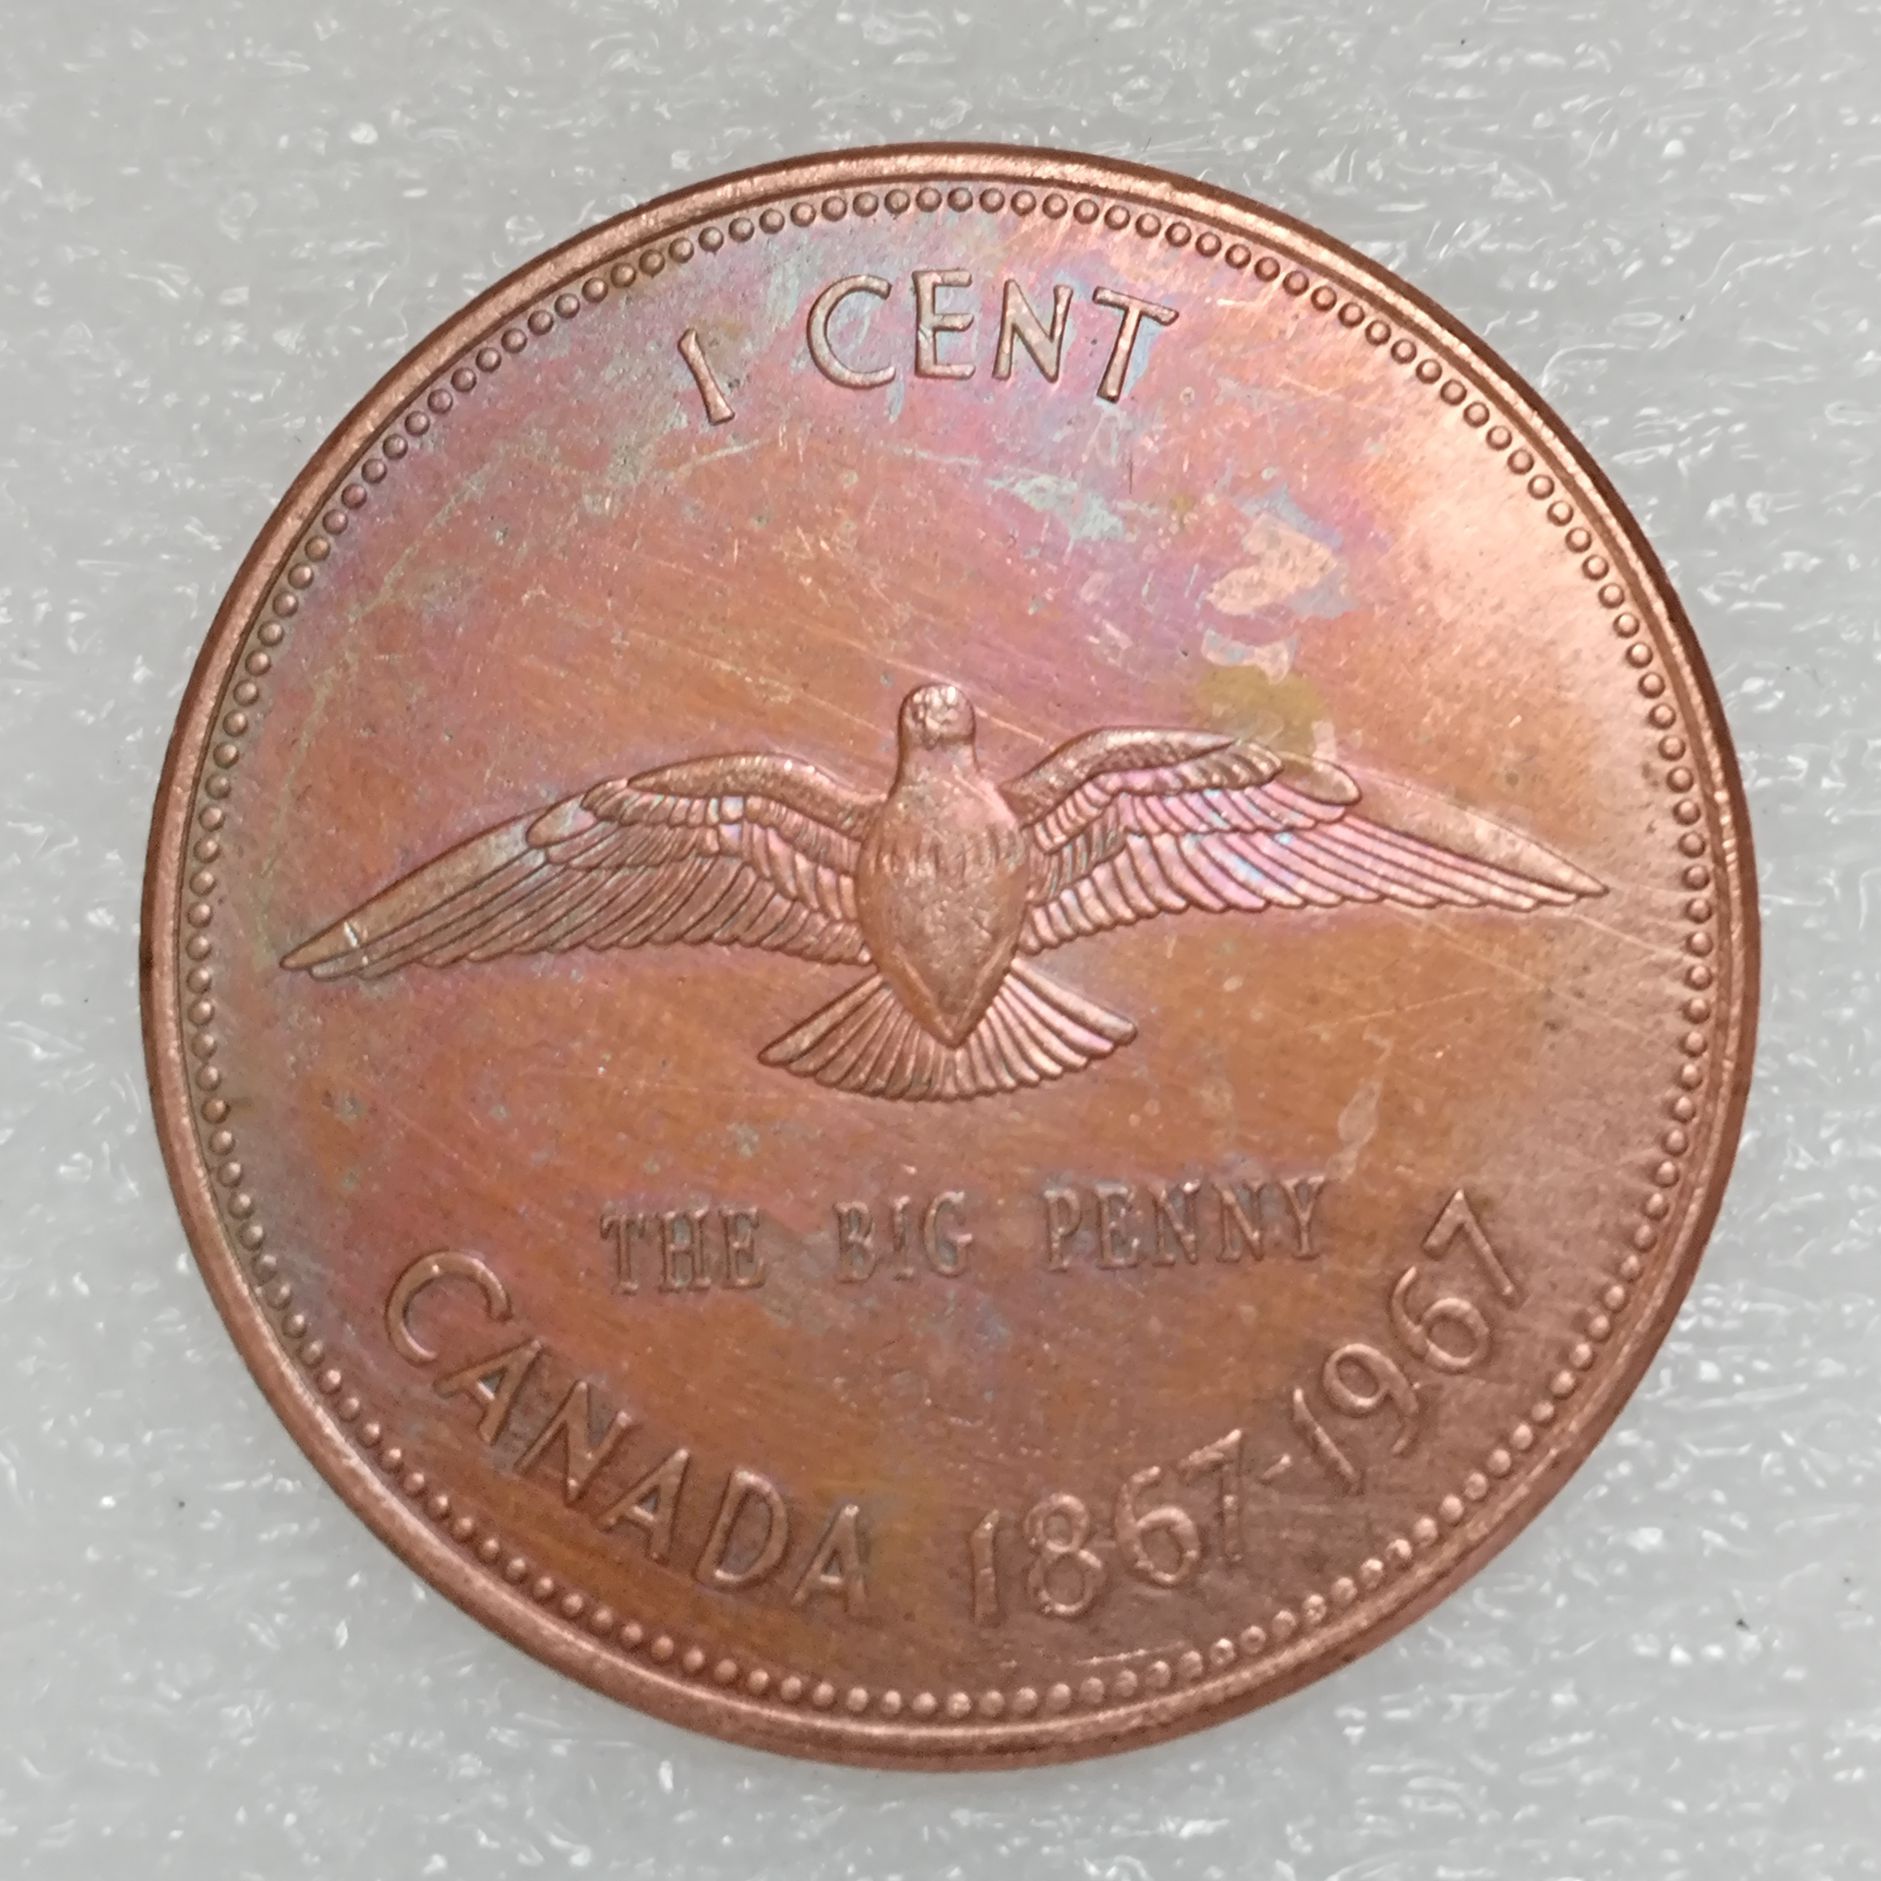 1 CENT
THE BIG PENNY
CANADA 1867-1967